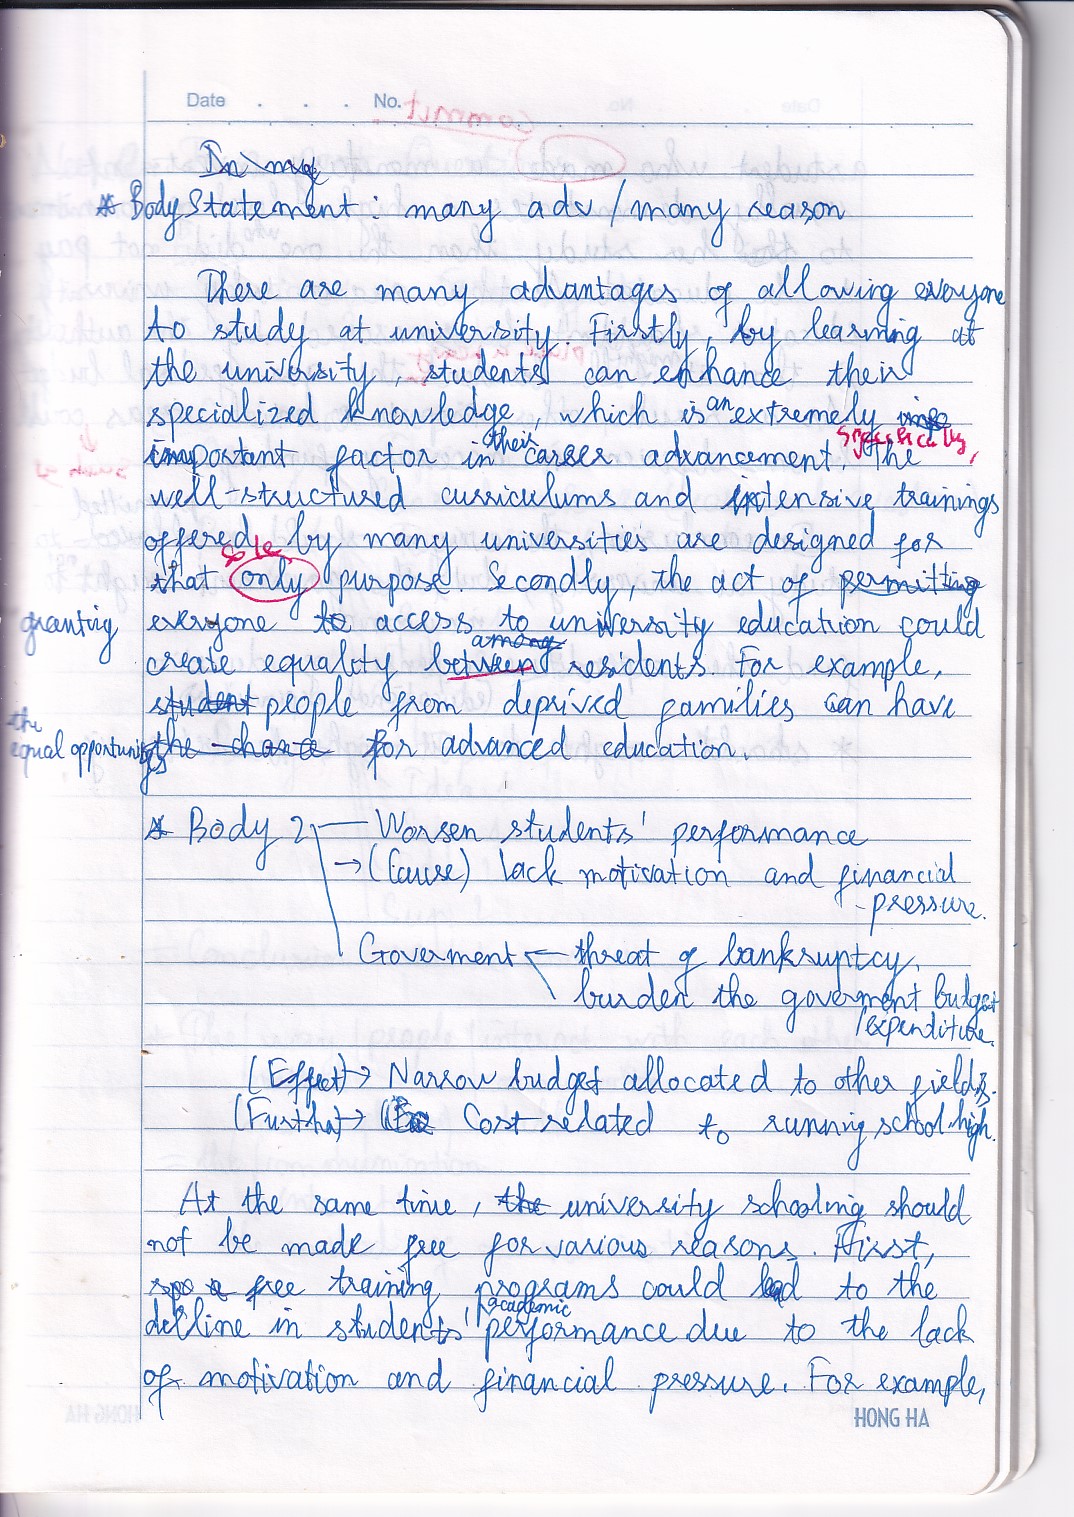 Date . . . No.
In my
* Body Statement : many adv / many reason
There are many advantages of allowing everyone
to study at university. Firstly, by learning at
the university, students can enhance their
specialized knowledge, which is an extremely
important factor in their career advancement. specifically, The
well-structured curriculums and intensive trainings
offered by many universities are designed for
that only sole purpose. Secondly, the act of permitting
granting everyone to access to university education could
create equality between among residents. For example,
student people from deprived families can have
the equal opportunities the chance for advanced education.
* Body 2 — Worsen students' performance
→ (Cause) lack motivation and financial
pressure.
Goverment ← threat of bankruptcy.
burden the goverment budget
/expenditure.
(Effect) → Narrow budget allocated to other fields.
(Further) → Cost related to running school high.
At the same time, the university schooling should
not be made free for various reasons. First,
free training programs could lead to the
decline in students' academic performance due to the lack
of motivation and financial pressure. For example,
HONG HA